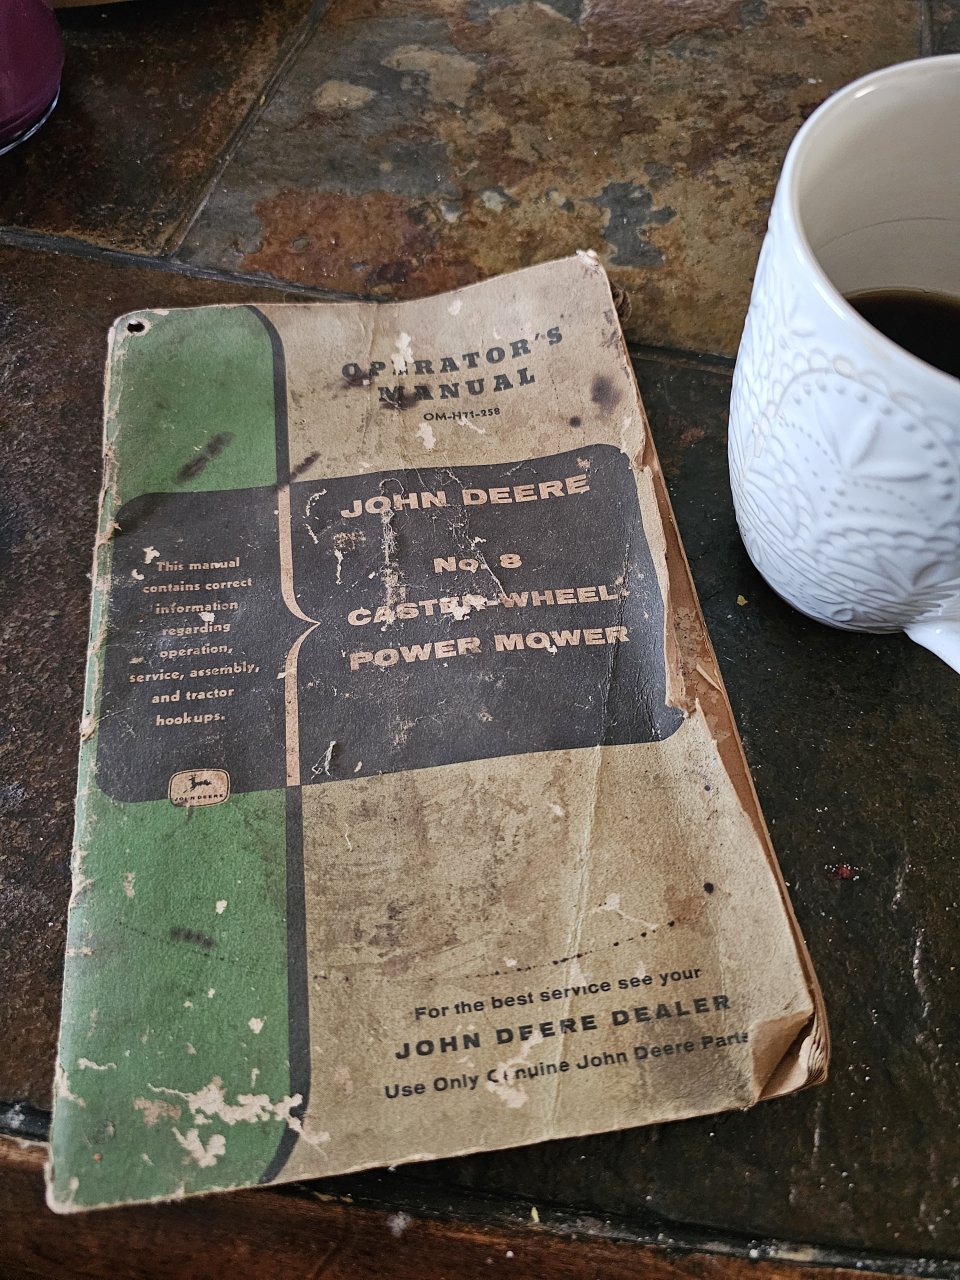 OPERATOR'S
MANUAL
OM-H71-258
JOHN DEERE
No. 8
CASTER-WHEEL
POWER MOWER
This manual
contains correct
information
regarding
operation,
service, assembly,
and tractor
hookups.
JOHN DEERE
For the best service see your
JOHN DEERE DEALER
Use Only Genuine John Deere Parts